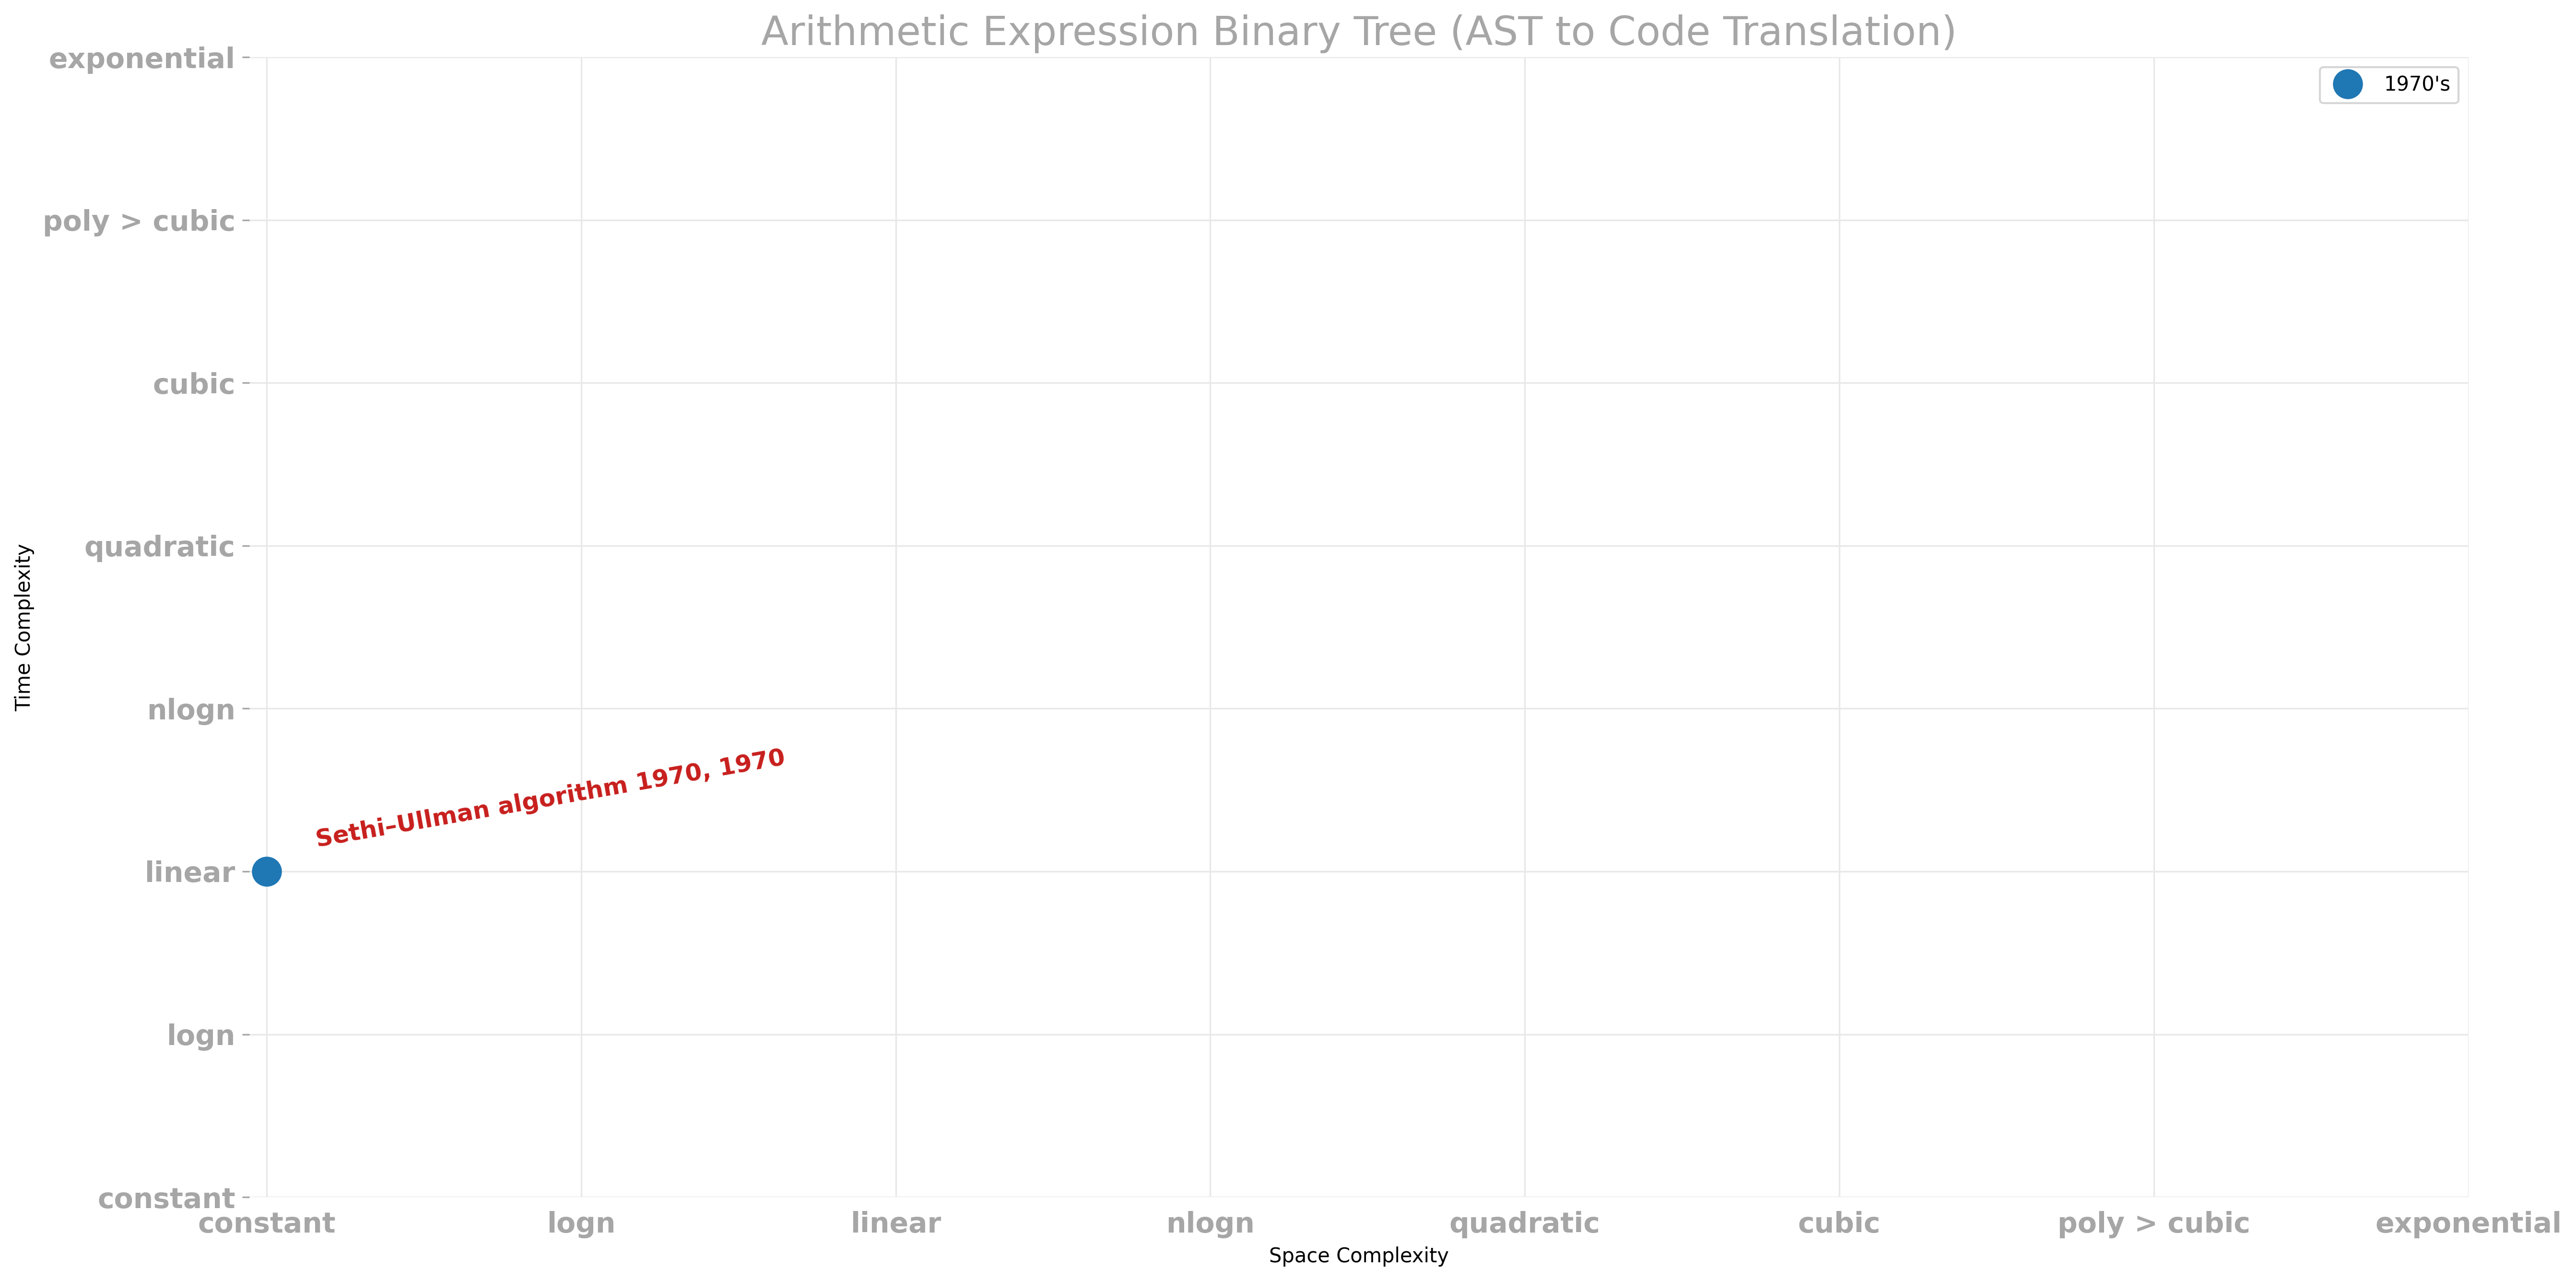 Arithmetic Expression Binary Tree (AST to Code Translation)
exponential
1970's
poly > cubic
cubic
quadratic
Time Complexity
nlogn
Sethi–Ullman algorithm 1970, 1970
linear
logn
constant
constant
logn
linear
nlogn
quadratic
cubic
poly > cubic
exponential
Space Complexity